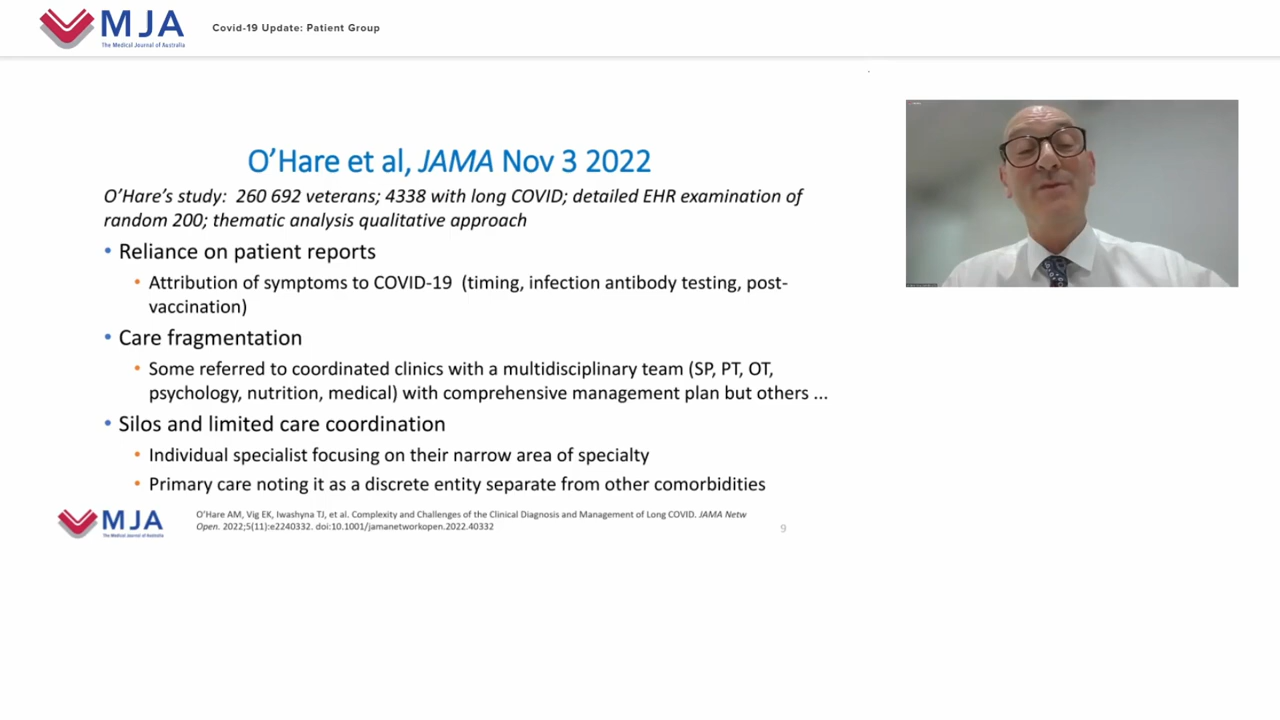 MJA
The Medical Journal of Australia
Covid-19 Update: Patient Group
O'Hare et al, JAMA Nov 3 2022
O'Hare's study: 260 692 veterans; 4338 with long COVID; detailed EHR examination of
random 200; thematic analysis qualitative approach
• Reliance on patient reports
• Attribution of symptoms to COVID-19 (timing, infection antibody testing, post-
vaccination)
• Care fragmentation
• Some referred to coordinated clinics with a multidisciplinary team (SP, PT, OT,
psychology, nutrition, medical) with comprehensive management plan but others ...
• Silos and limited care coordination
• Individual specialist focusing on their narrow area of specialty
• Primary care noting it as a discrete entity separate from other comorbidities
MJA
The Medical Journal of Australia
O'Hare AM, Vig EK, Iwashyna TJ, et al. Complexity and Challenges of the Clinical Diagnosis and Management of Long COVID. JAMA Netw
Open. 2022;5(11):e2240332. doi:10.1001/jamanetworkopen.2022.40332
9